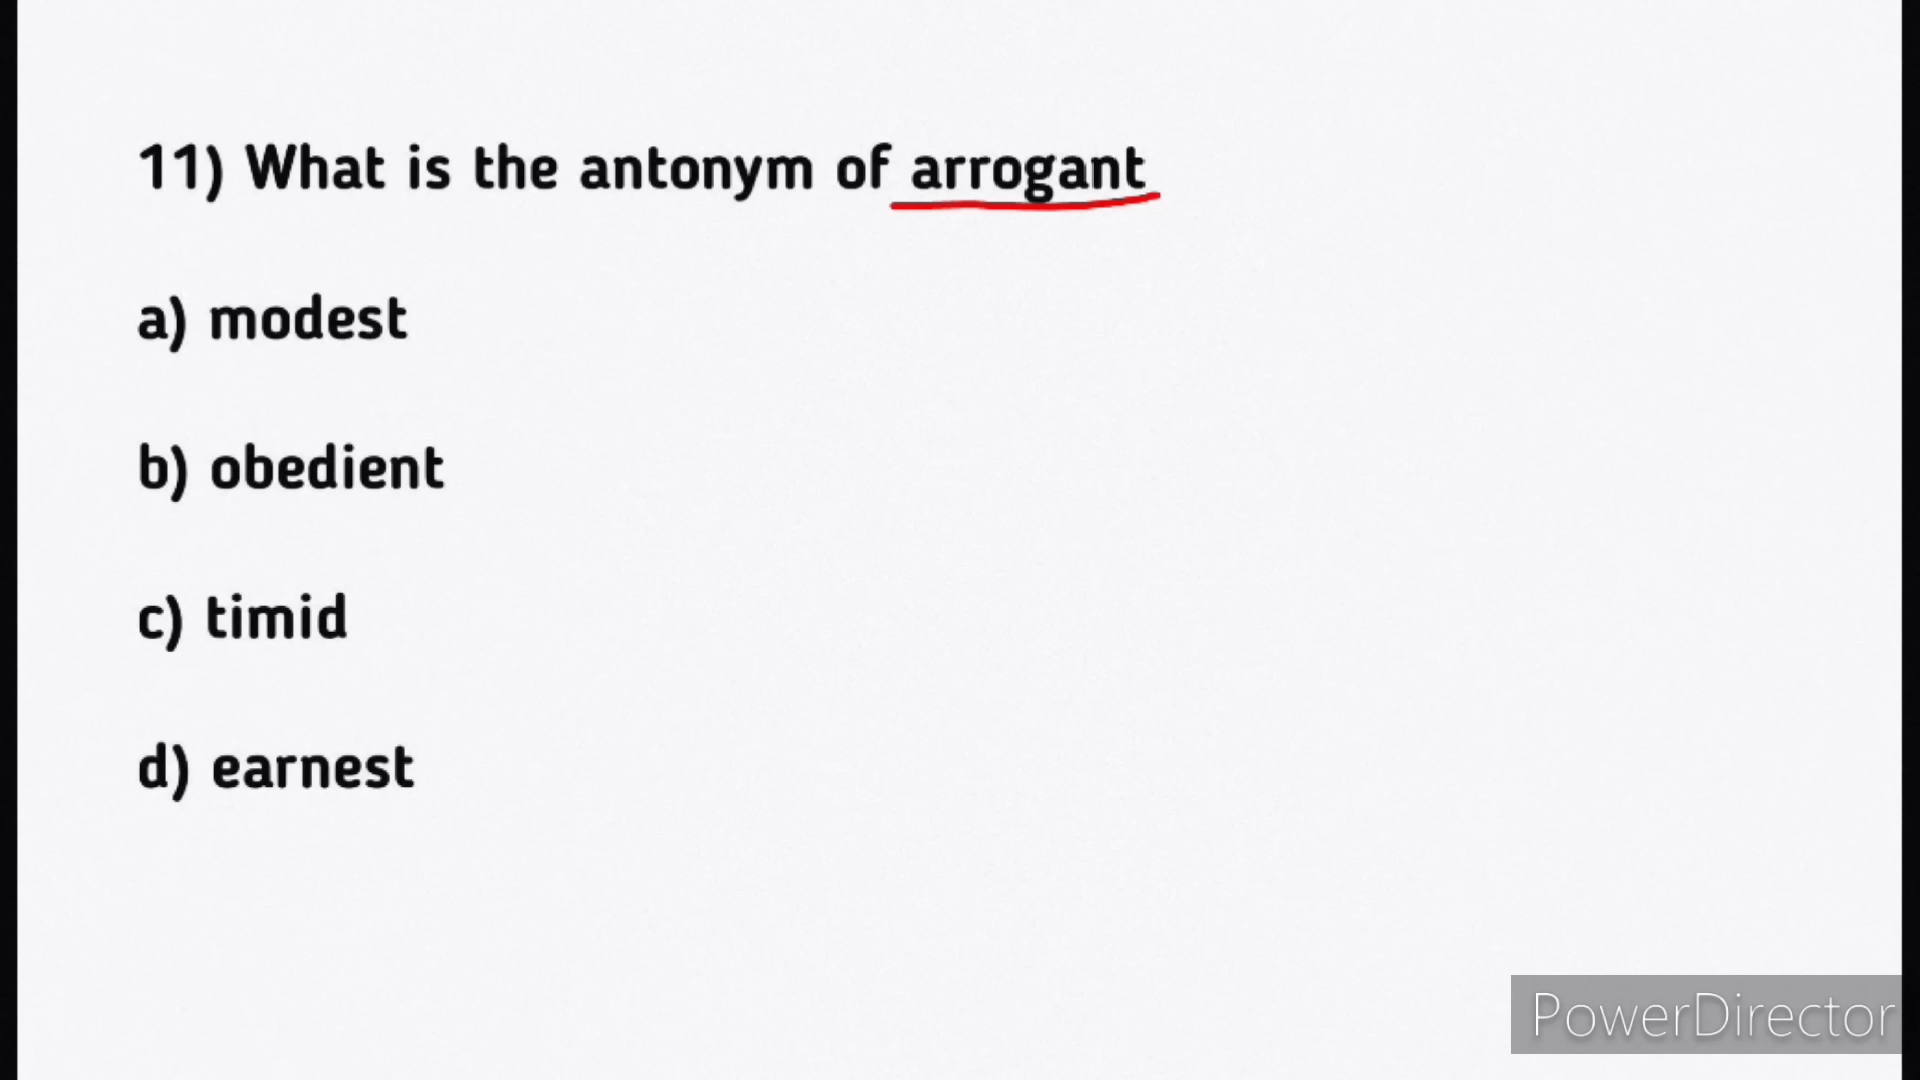 11) What is the antonym of arrogant
a) modest
b) obedient
c) timid
d) earnest
PowerDirector